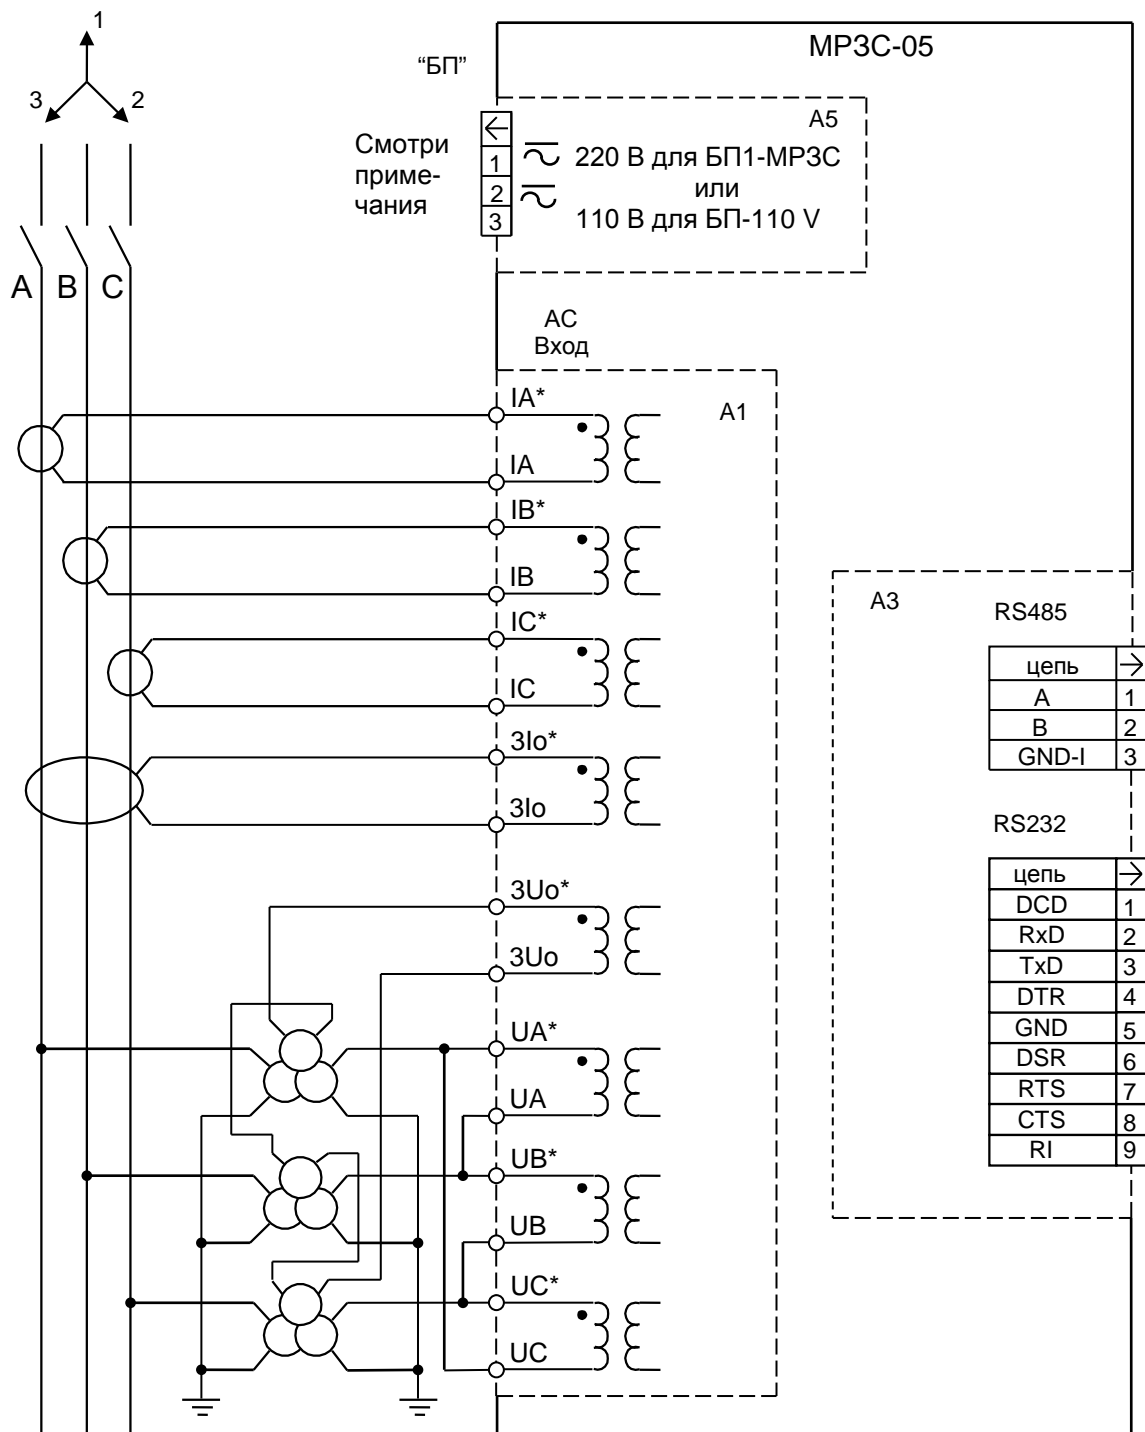 1
3
2
МРЗС-05
“БП”
A5
Смотри
приме-
чания
1
2
3
220 В для БП1-МРЗС
или
110 В для БП-110 V
A
B
C
AC
Вход
A1
IA*
IA
IB*
IB
IC*
IC
3Io*
3Io
3Uo*
3Uo
UA*
UA
UB*
UB
UC*
UC
A3
RS485
цепь
A 1
B 2
GND-I 3
RS232
цепь
DCD 1
RxD 2
TxD 3
DTR 4
GND 5
DSR 6
RTS 7
CTS 8
RI 9